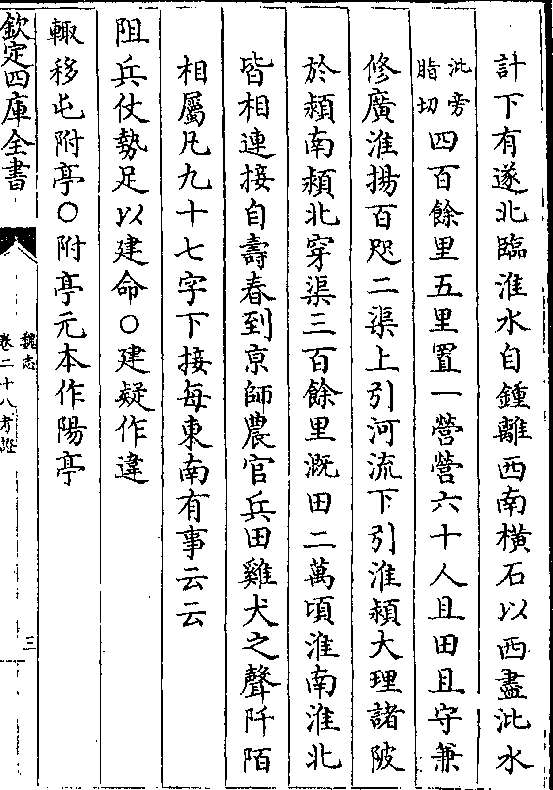 計下有遂北臨淮水自鍾離西南橫石以西盡沘水
沘旁脂切四百餘里五里置一營營六十人且田且守兼
修廣淮揚百咫二渠上引河流下引淮潁大理諸陂
於潁南潁北穿渠三百餘里溉田二萬頃淮南淮北
皆相連接自壽春到京師農官兵田雞犬之聲阡陌
相屬凡九十七字下接每東南有事云云
阻兵仗勢足以建命○建疑作違
輙移屯附亭○附亭元本作陽亭
欽定四庫全書
魏志
卷二十八考證
三